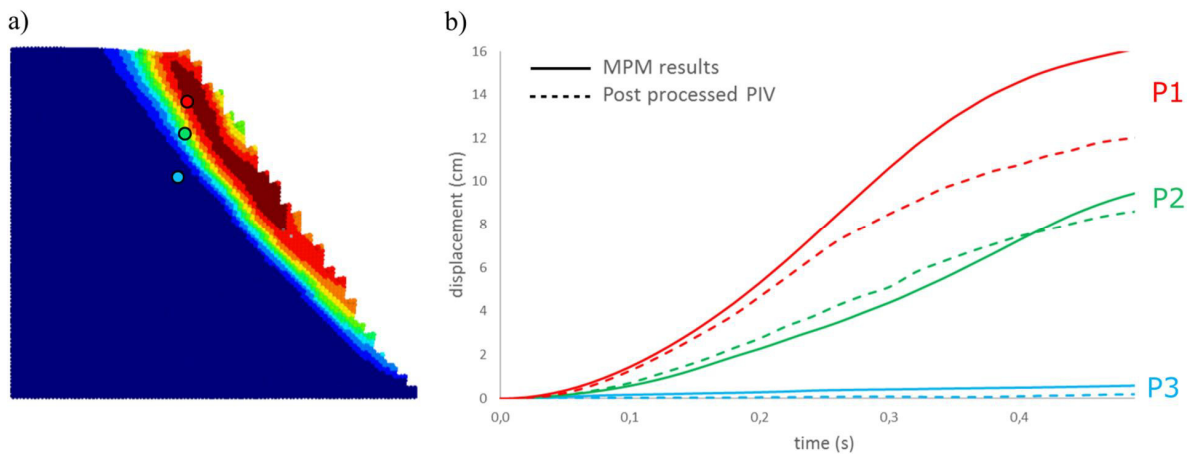 a)
b)
MPM results
Post processed PIV
displacement (cm)
16
14
12
10
8
6
4
2
0
0,0
0,1
0,2
0,3
0,4
time (s)
P1
P2
P3